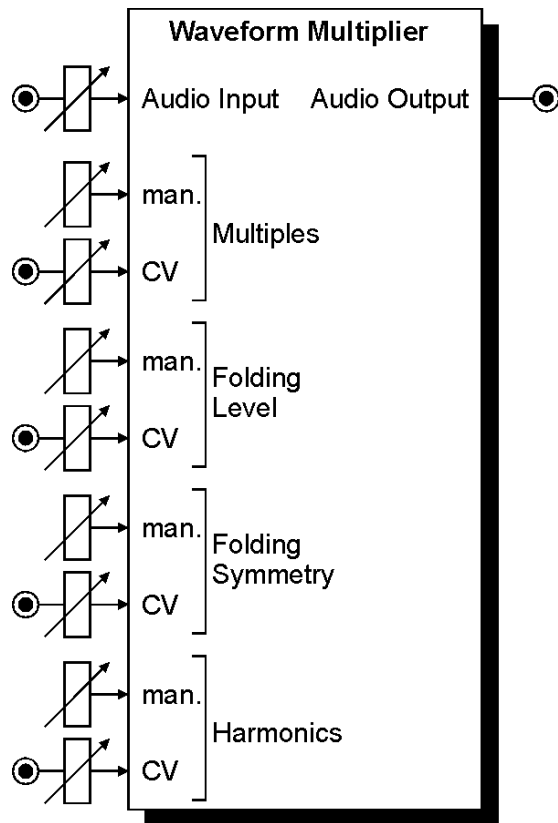 Waveform Multiplier
Audio Input Audio Output
man.
Multiples
CV
man.
Folding
Level
CV
man.
Folding
Symmetry
CV
man.
Harmonics
CV